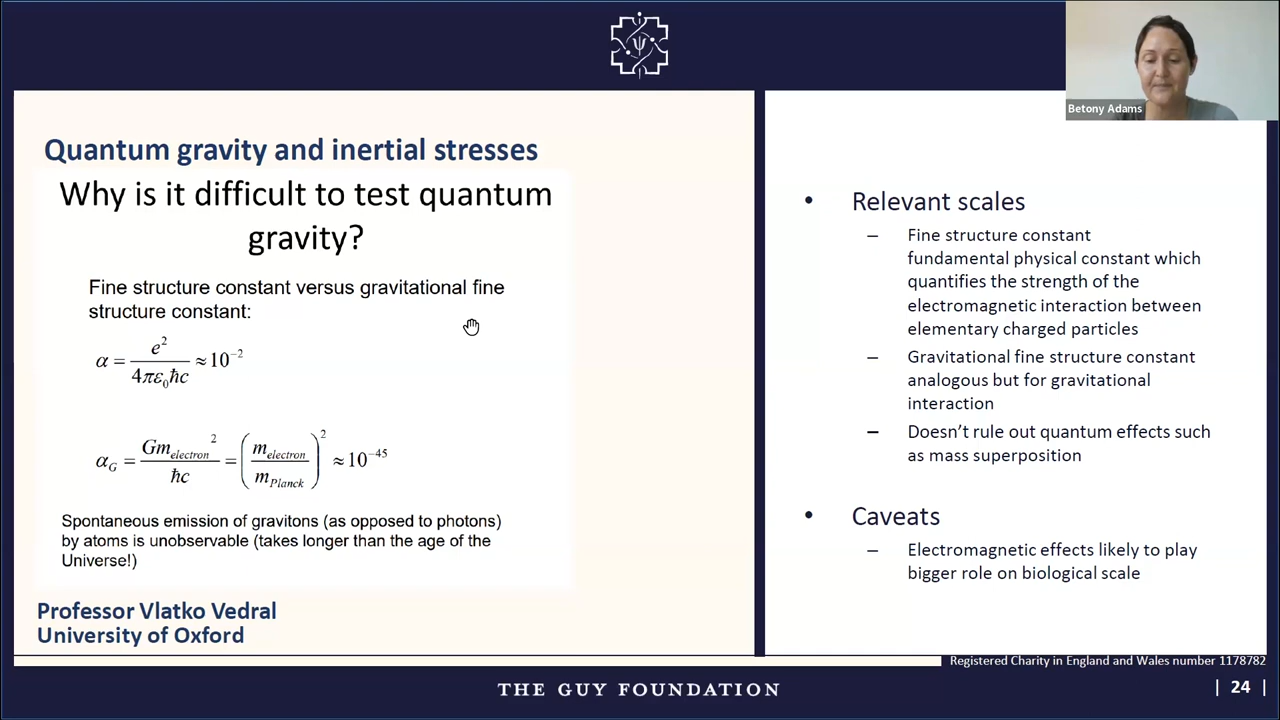 Betony Adams
Quantum gravity and inertial stresses
Why is it difficult to test quantum
gravity?
Fine structure constant versus gravitational fine
structure constant:
α = e² / 4πε₀ħc ≈ 10⁻²
α_G = Gm_electron² / ħc = (m_electron / m_Planck)² ≈ 10⁻⁴⁵
Spontaneous emission of gravitons (as opposed to photons)
by atoms is unobservable (takes longer than the age of the
Universe!)
Professor Vlatko Vedral
University of Oxford
• Relevant scales
– Fine structure constant
fundamental physical constant which
quantifies the strength of the
electromagnetic interaction between
elementary charged particles
– Gravitational fine structure constant
analogous but for gravitational
interaction
– Doesn’t rule out quantum effects such
as mass superposition
• Caveats
– Electromagnetic effects likely to play
bigger role on biological scale
Registered Charity in England and Wales number 1178782
THE GUY FOUNDATION
| 24 |